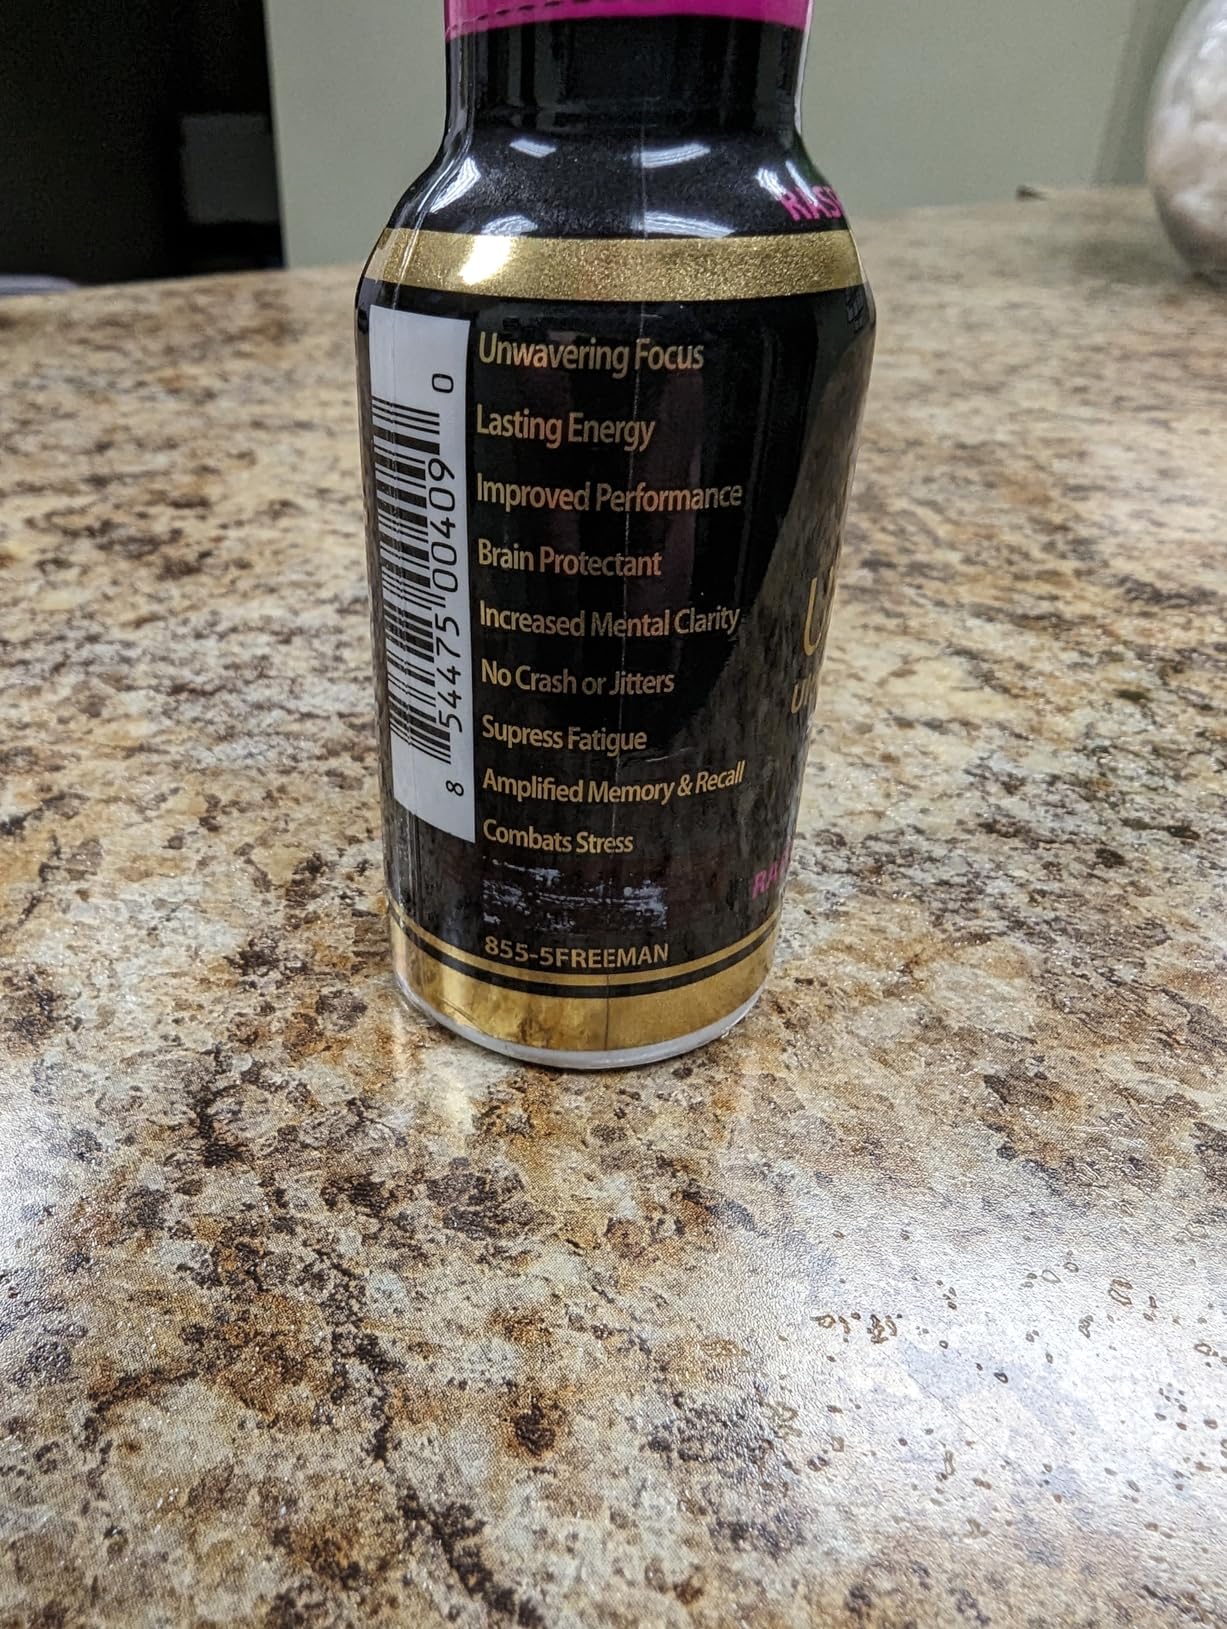 Unwavering Focus
Lasting Energy
Improved Performance
Brain Protectant
Increased Mental Clarity
No Crash or Jitters
Supress Fatigue
Amplified Memory & Recall
Combats Stress
855-5FREEMAN
8 54475 00409 0